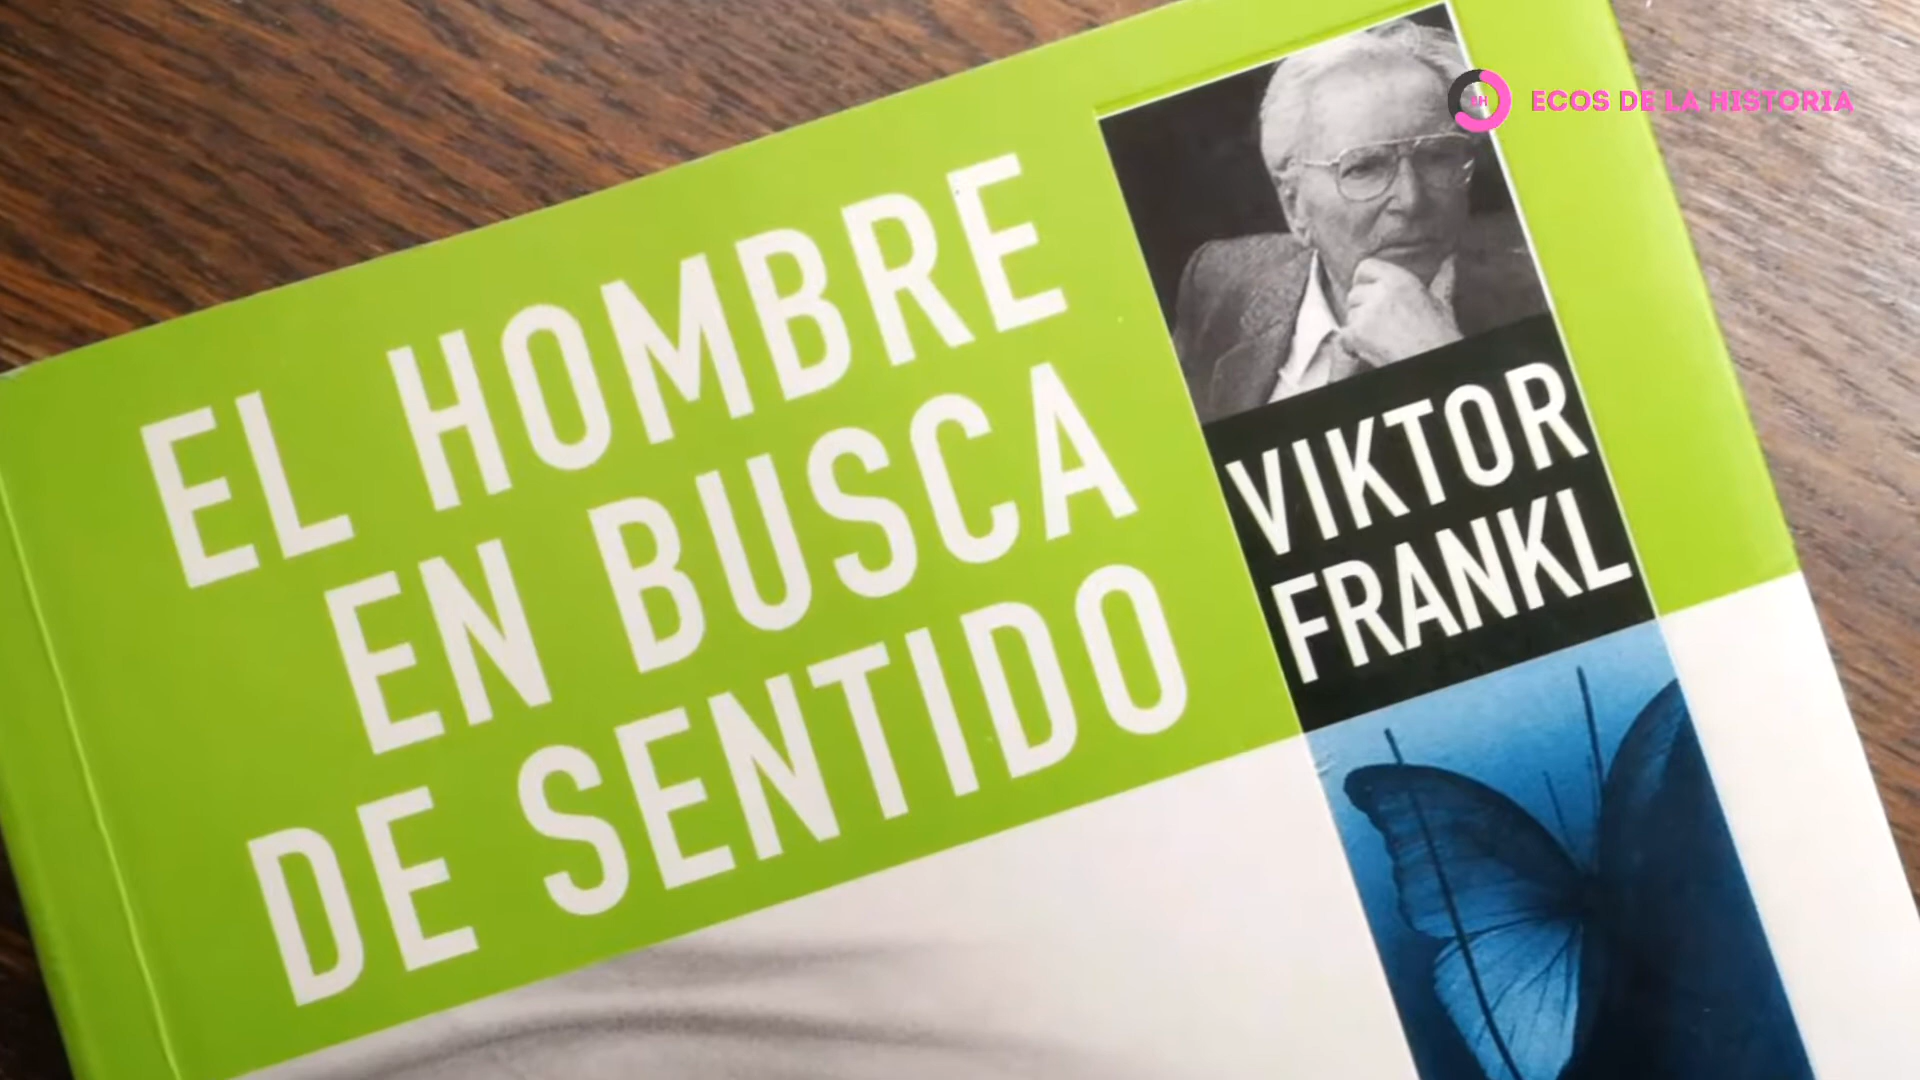 EL HOMBRE
EN BUSCA
DE SENTIDO
VIKTOR
FRANKL
ECOS DE LA HISTORIA